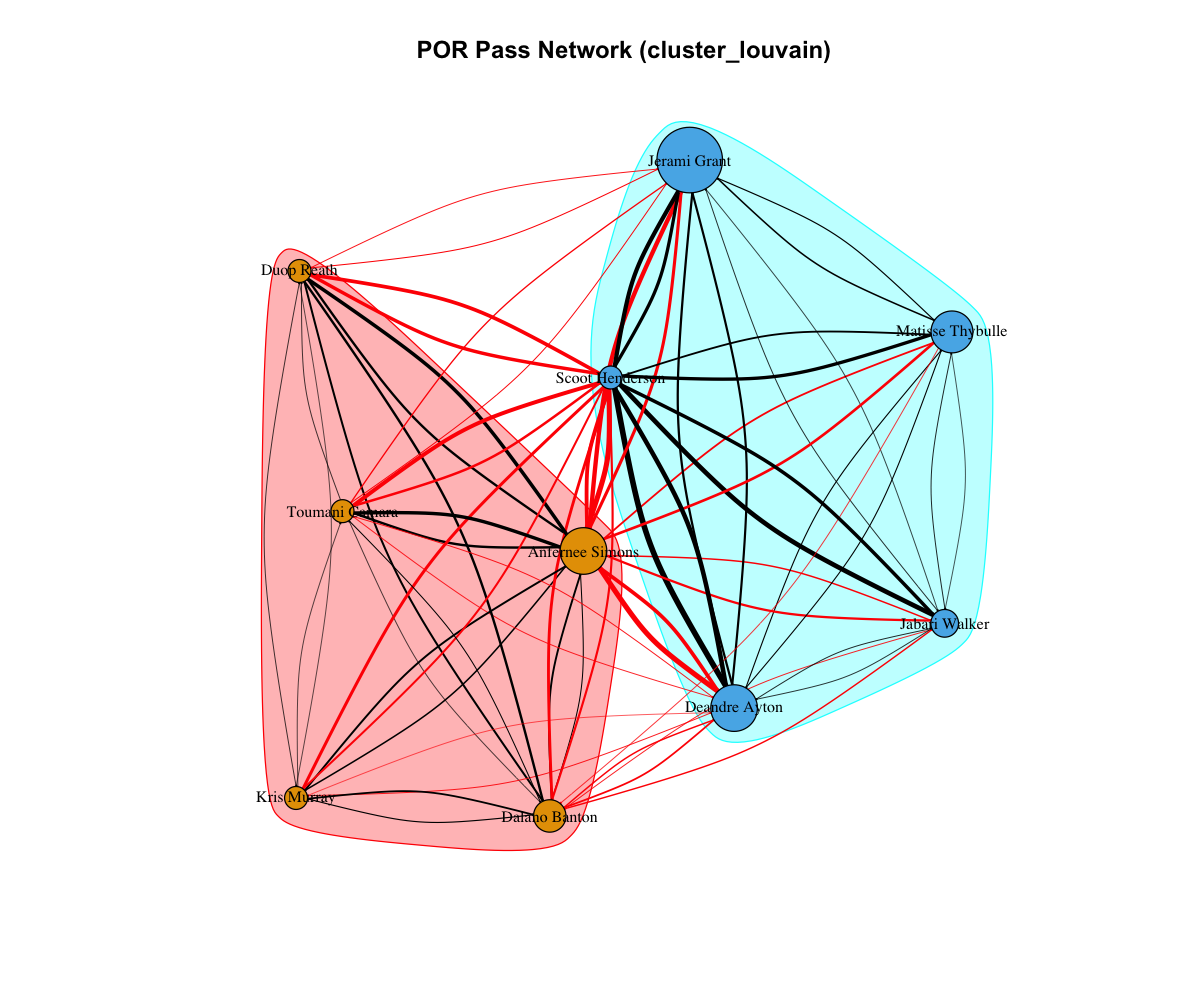 POR Pass Network (cluster_louvain)
Jerami Grant
Duop Reath
Matisse Thybulle
Scoot Henderson
Toumani Camara
Anfernee Simons
Jabari Walker
Deandre Ayton
Kris Murray
Dalano Banton